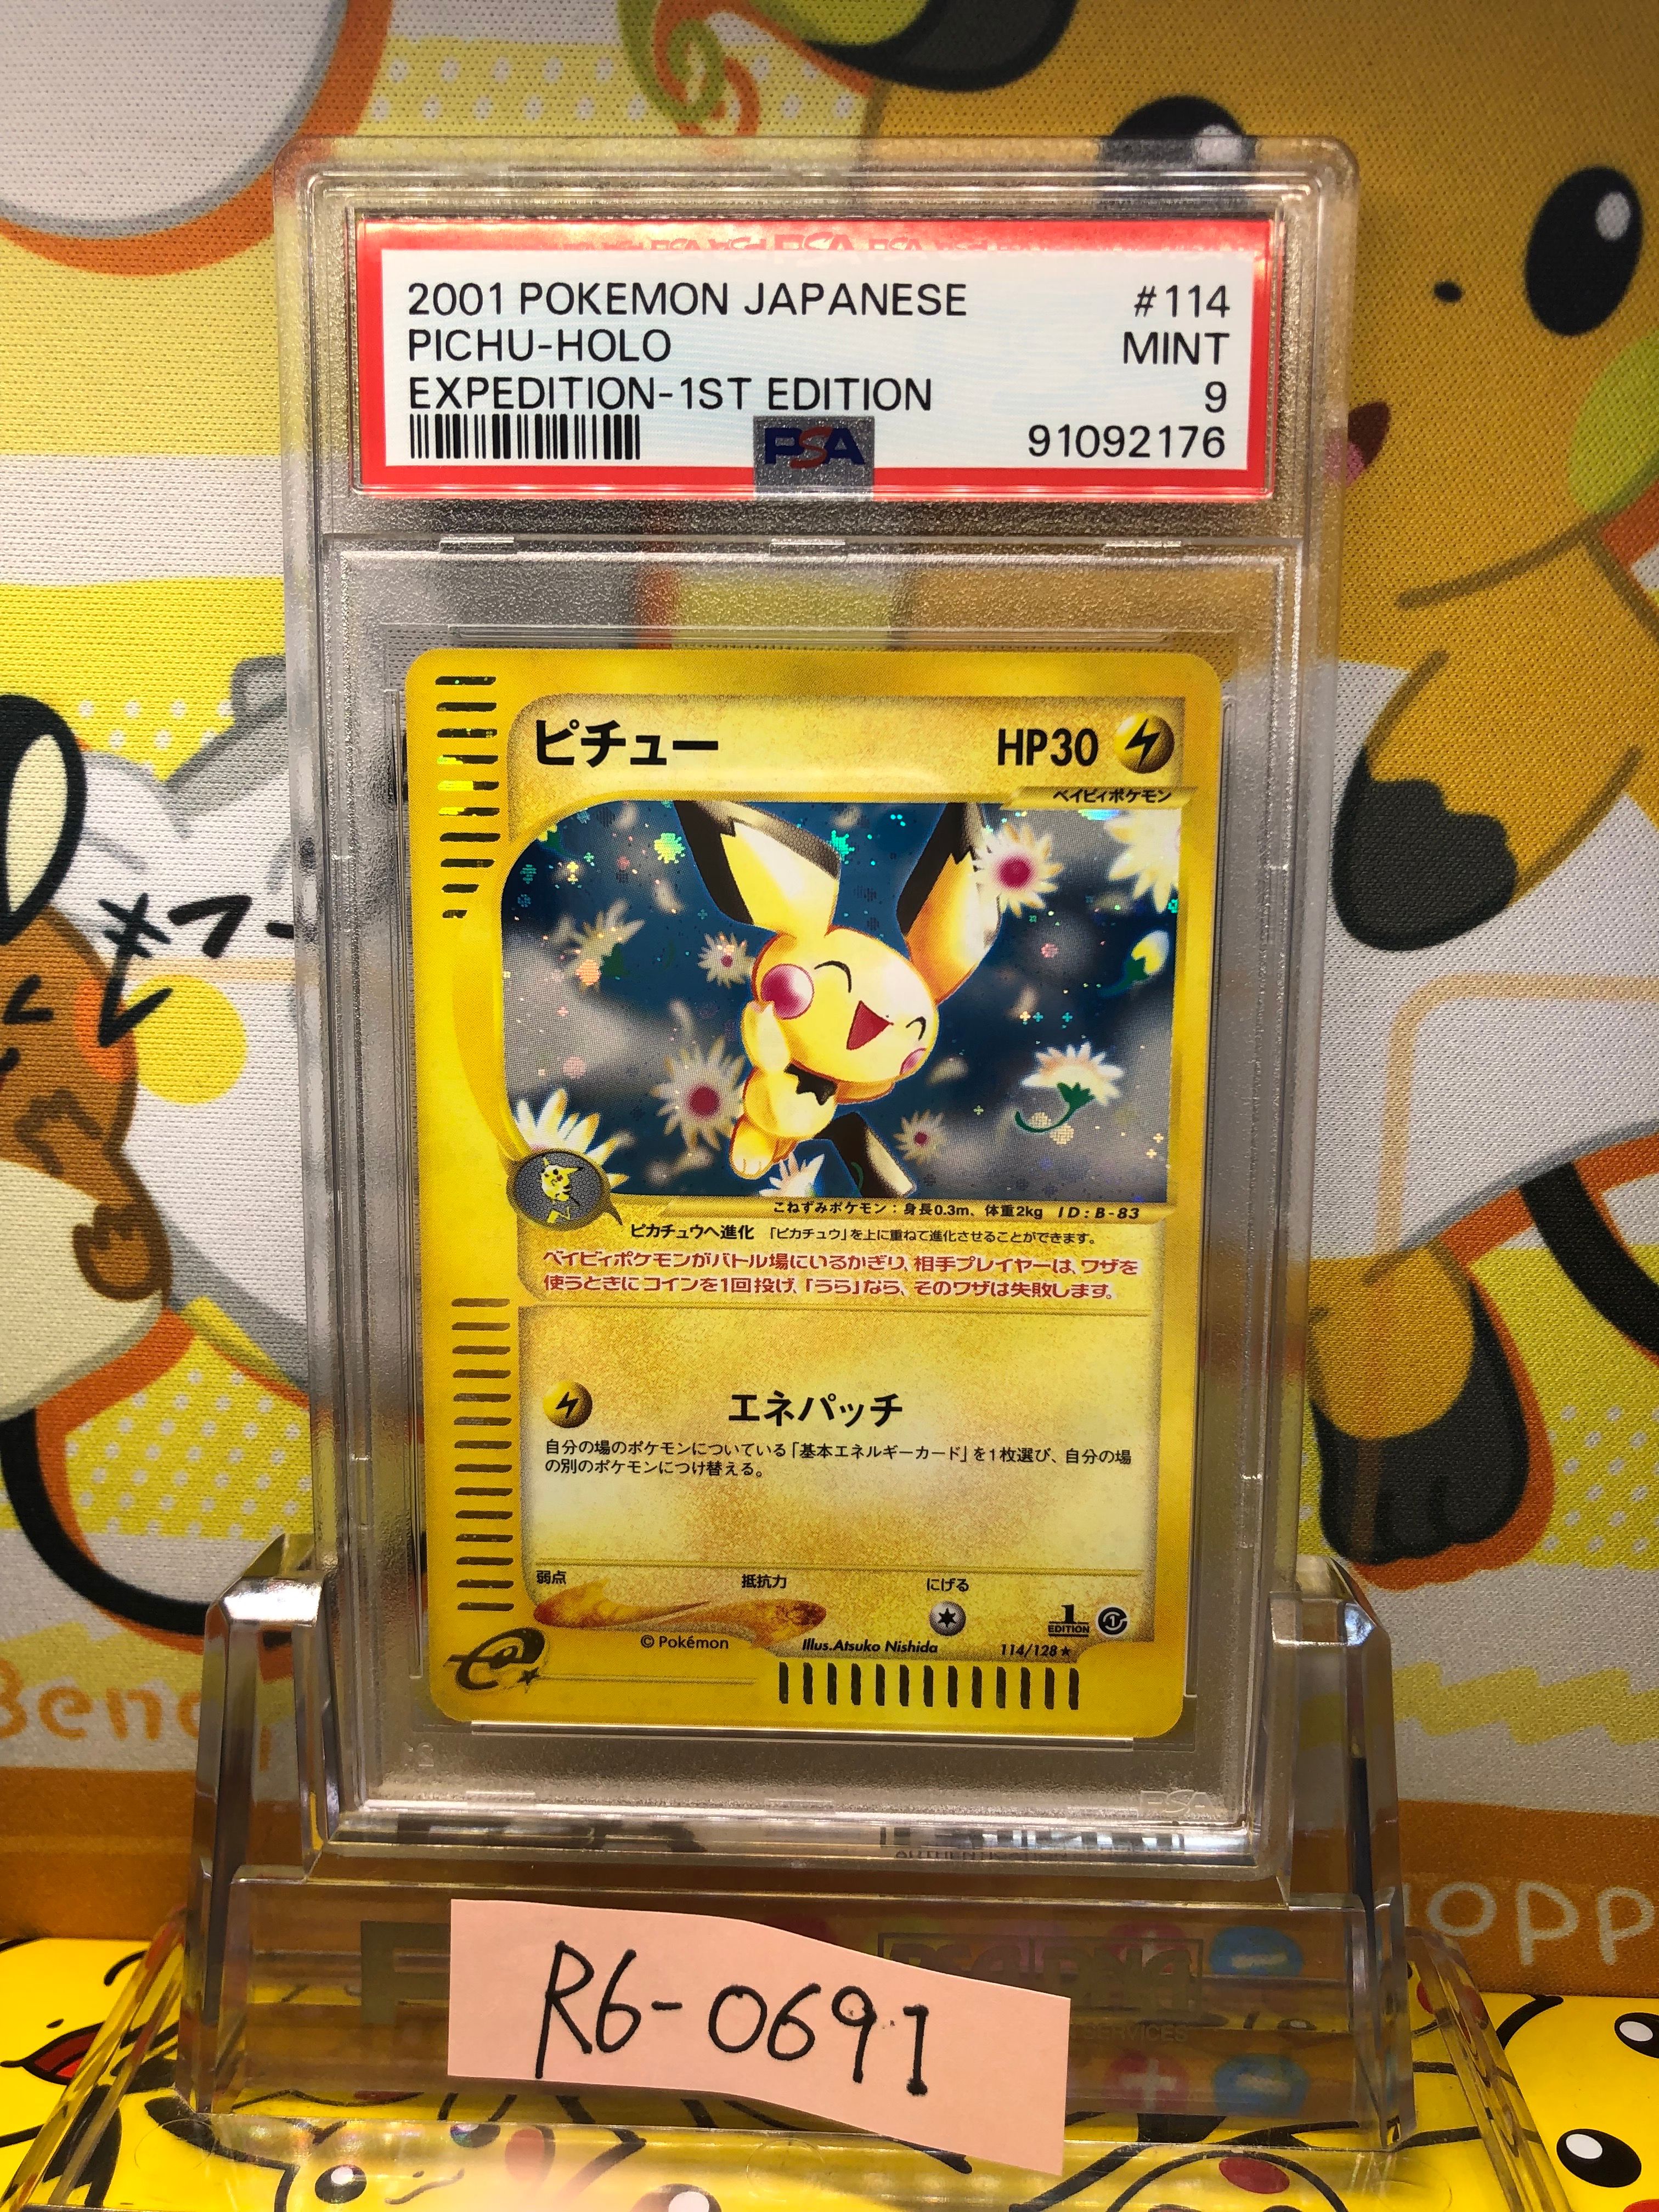 2001 POKEMON JAPANESE #114
PICHU-HOLO MINT
EXPEDITION-1ST EDITION 9
PSA 91092176
ピチュー HP30
ベイビィポケモン
こねずみポケモン：身長0.3m、体重2kg ID：B-83
ピカチュウへ進化 「ピカチュウ」を上に重ねて進化させることができます。
ベイビィポケモンがバトル場にいるかぎり、相手プレイヤーは、ワザを
使うときにコインを1回投げ、「うら」なら、そのワザは失敗します。
エネパッチ
自分の場のポケモンについている「基本エネルギーカード」を1枚選び、自分の場
の別のポケモンにつけ替える。
弱点 抵抗力 にげる
1 EDITION
© Pokémon Illus.Atsuko Nishida 114/128★
PSA
R6-0691